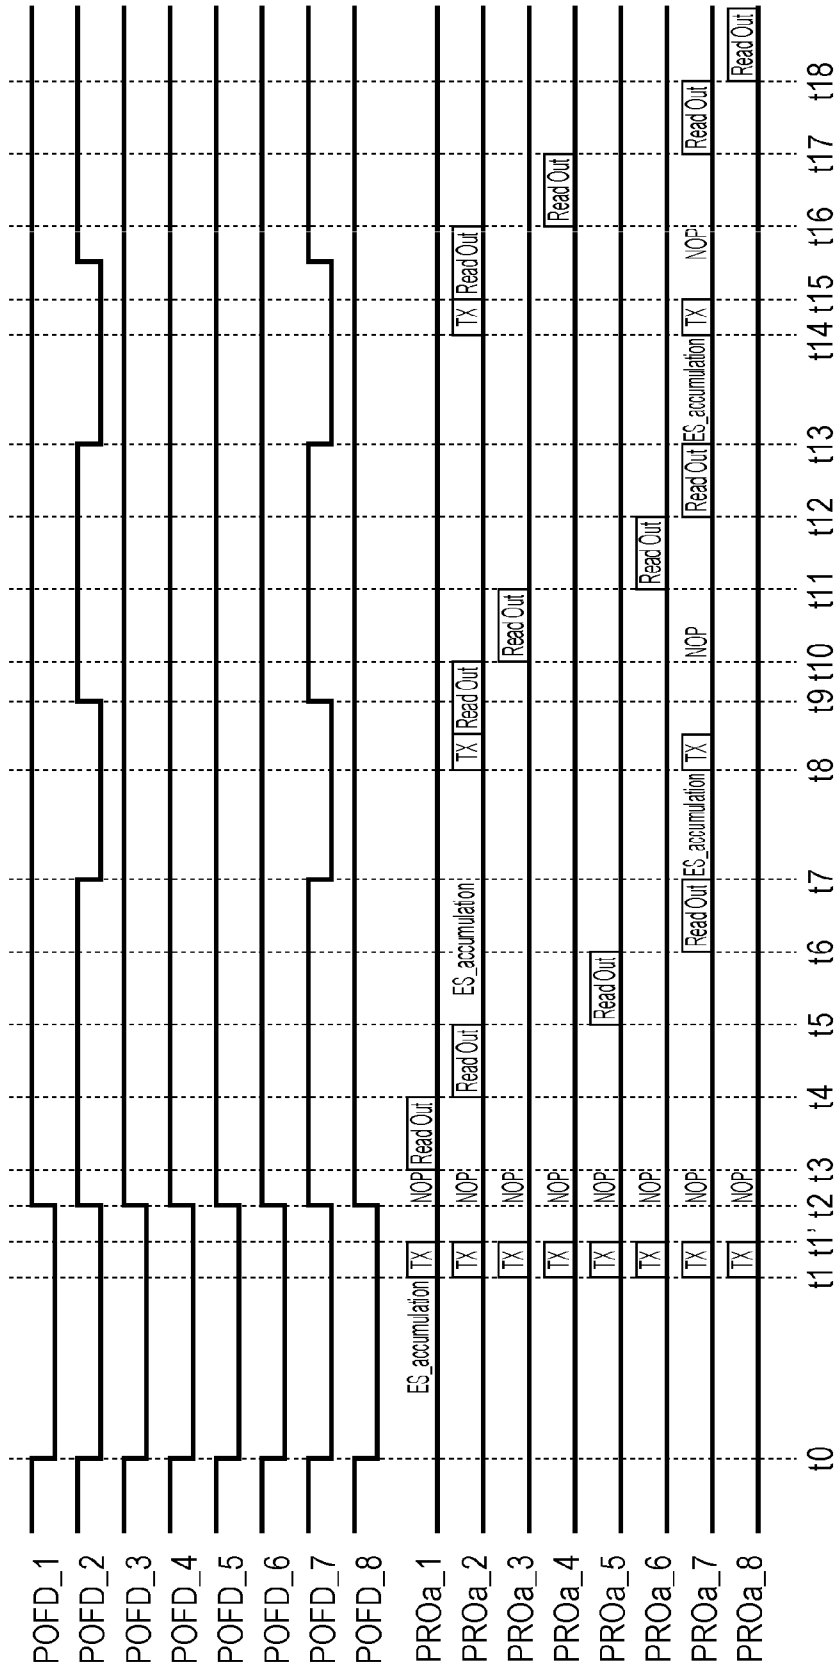 POFD_1
POFD_2
POFD_3
POFD_4
POFD_5
POFD_6
POFD_7
POFD_8
PROa_1 ES_accumulation TX NOP Read Out
PROa_2 TX NOP Read Out ES_accumulation TX Read Out TX Read Out
PROa_3 TX NOP Read Out
PROa_4 TX NOP Read Out
PROa_5 TX NOP Read Out
PROa_6 TX NOP Read Out
PROa_7 TX NOP Read Out ES_accumulation TX NOP Read Out ES_accumulation TX NOP Read Out
PROa_8 TX NOP Read Out
t0 t1 t1' t2 t3 t4 t5 t6 t7 t8 t9 t10 t11 t12 t13 t14 t15 t16 t17 t18